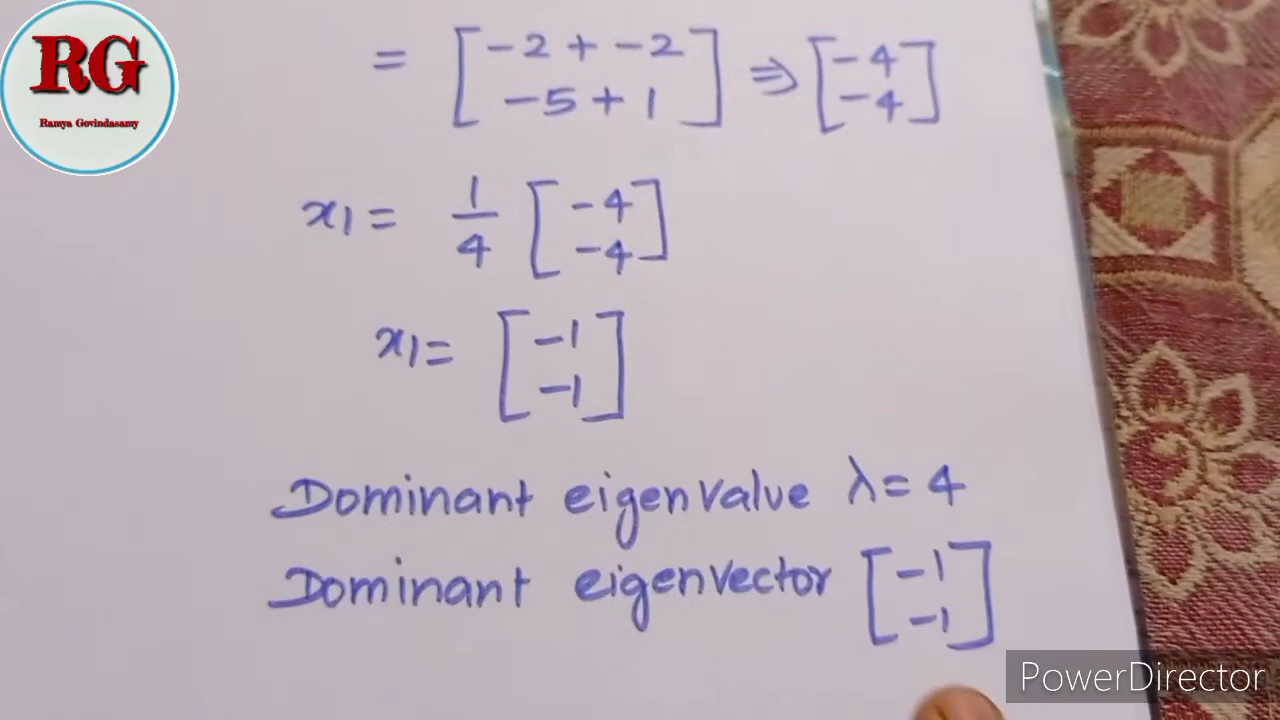 RG
Ramya Govindasamy
= [-2 + -2
-5 + 1] ⇒ [-4
-4]
x1 = 1/4 [-4
-4]
x1 = [-1
-1]
Dominant eigenvalue λ = 4
Dominant eigenvector [-1
-1]
PowerDirector